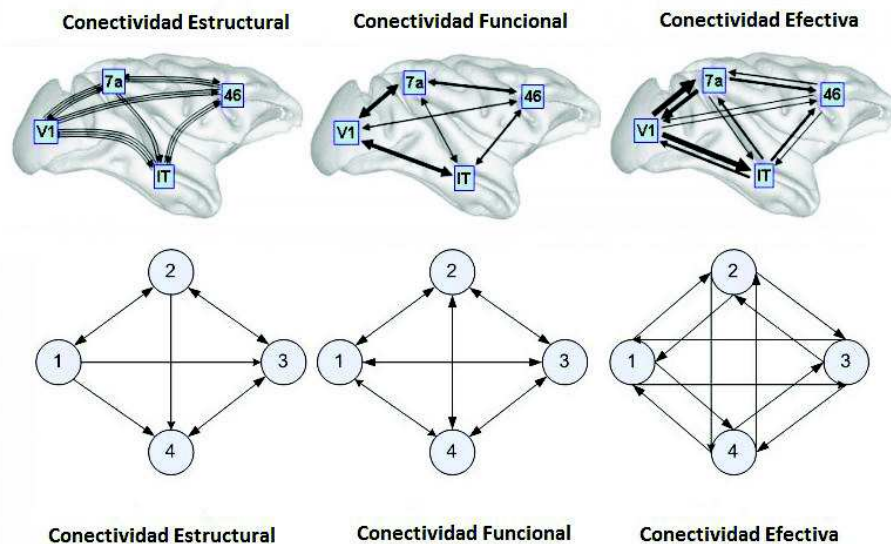 Conectividad Estructural
Conectividad Funcional
Conectividad Efectiva
7a
46
V1
IT
7a
46
V1
IT
7a
46
V1
IT
2
1
3
4
2
1
3
4
2
1
3
4
Conectividad Estructural
Conectividad Funcional
Conectividad Efectiva